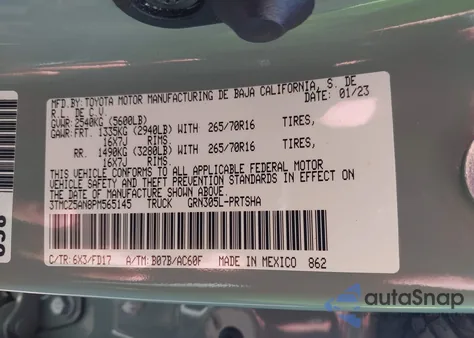 MFD.BY: TOYOTA MOTOR MANUFACTURING DE BAJA CALIFORNIA, S. DE
R.L. DE C.V. DATE: 01/23
GVWR: 2540KG (5600LB)
GAWR: FRT. 1335KG (2940LB) WITH 265/70R16 TIRES,
16X7J RIMS.
RR. 1490KG (3280LB) WITH 265/70R16 TIRES,
16X7J RIMS.
THIS VEHICLE CONFORMS TO ALL APPLICABLE FEDERAL MOTOR
VEHICLE SAFETY AND THEFT PREVENTION STANDARDS IN EFFECT ON
THE DATE OF MANUFACTURE SHOWN ABOVE.
3TMCZ5AN8PM565145 TRUCK GRN305L-PRTSHA
C/TR: 6X3/FD17 A/TM: B07B/AC60F MADE IN MEXICO 862
autoSnap